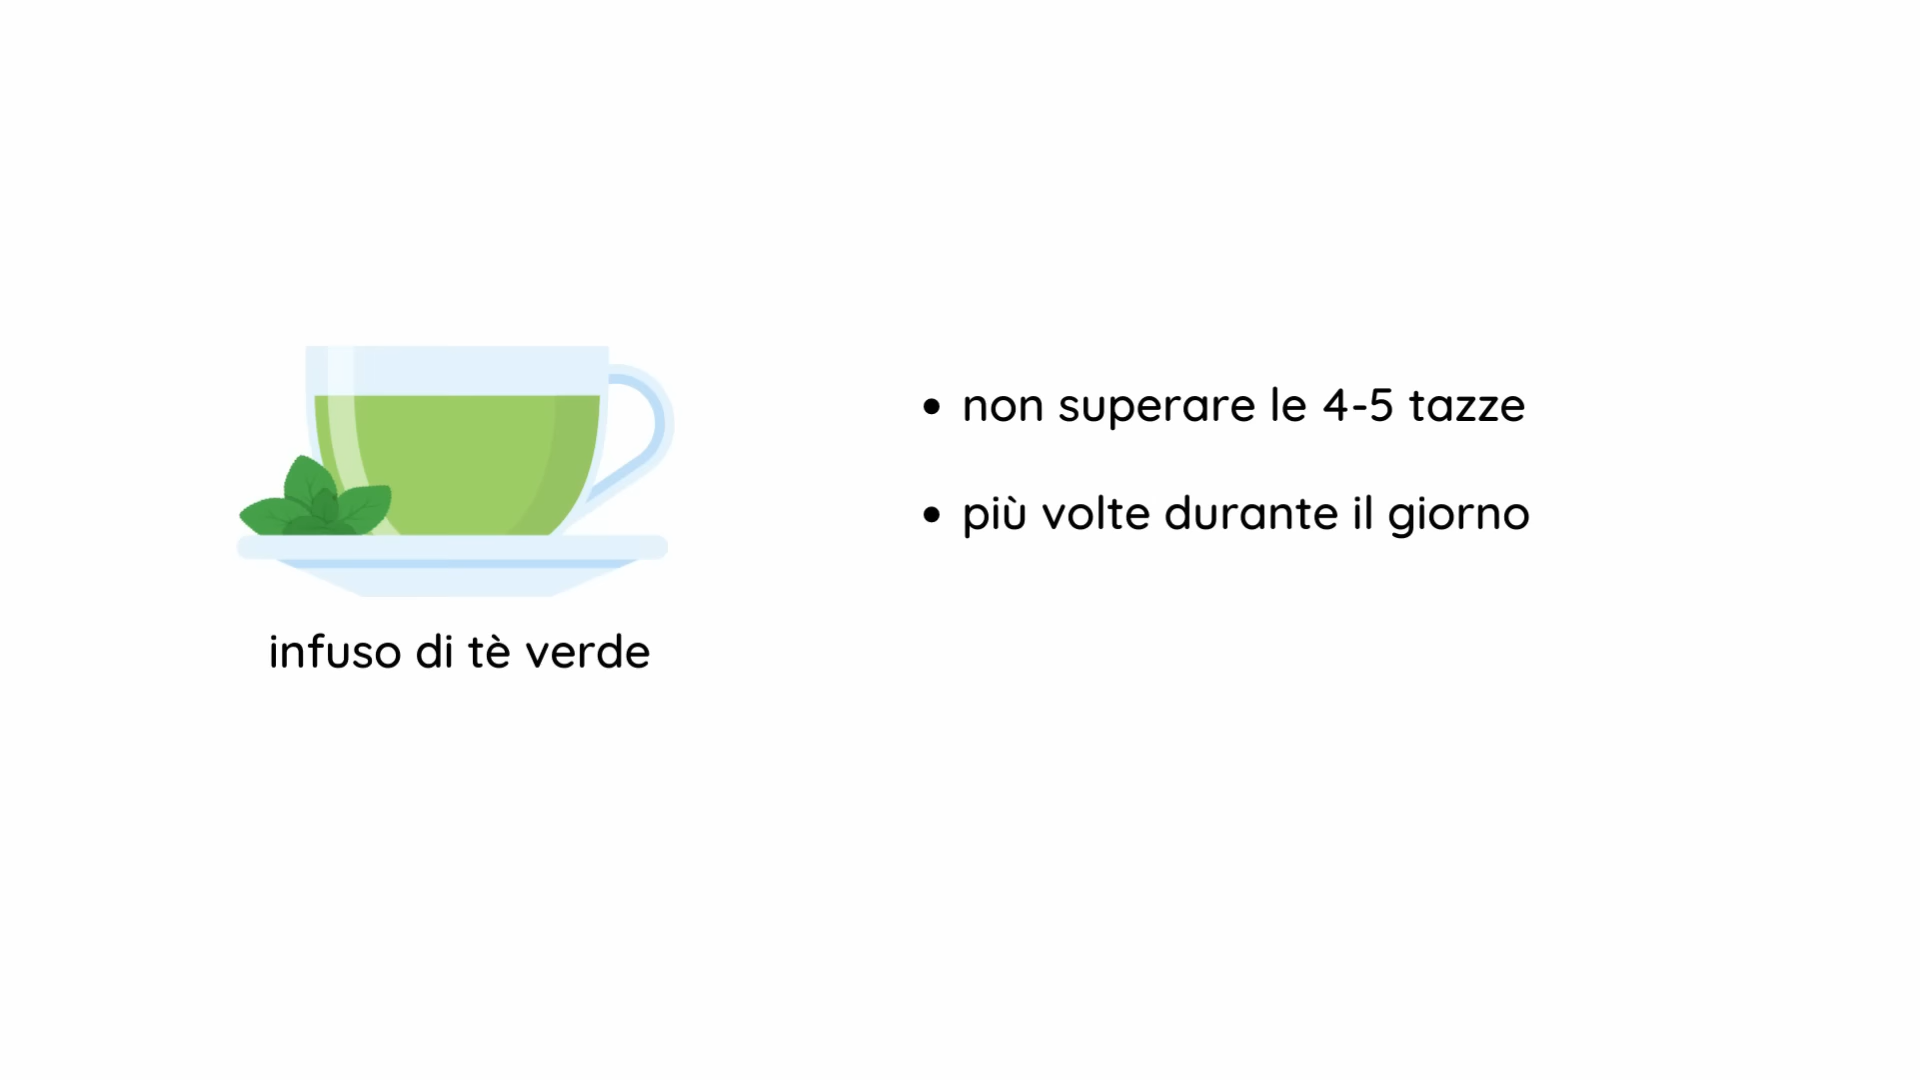 • non superare le 4-5 tazze
• più volte durante il giorno
infuso di tè verde